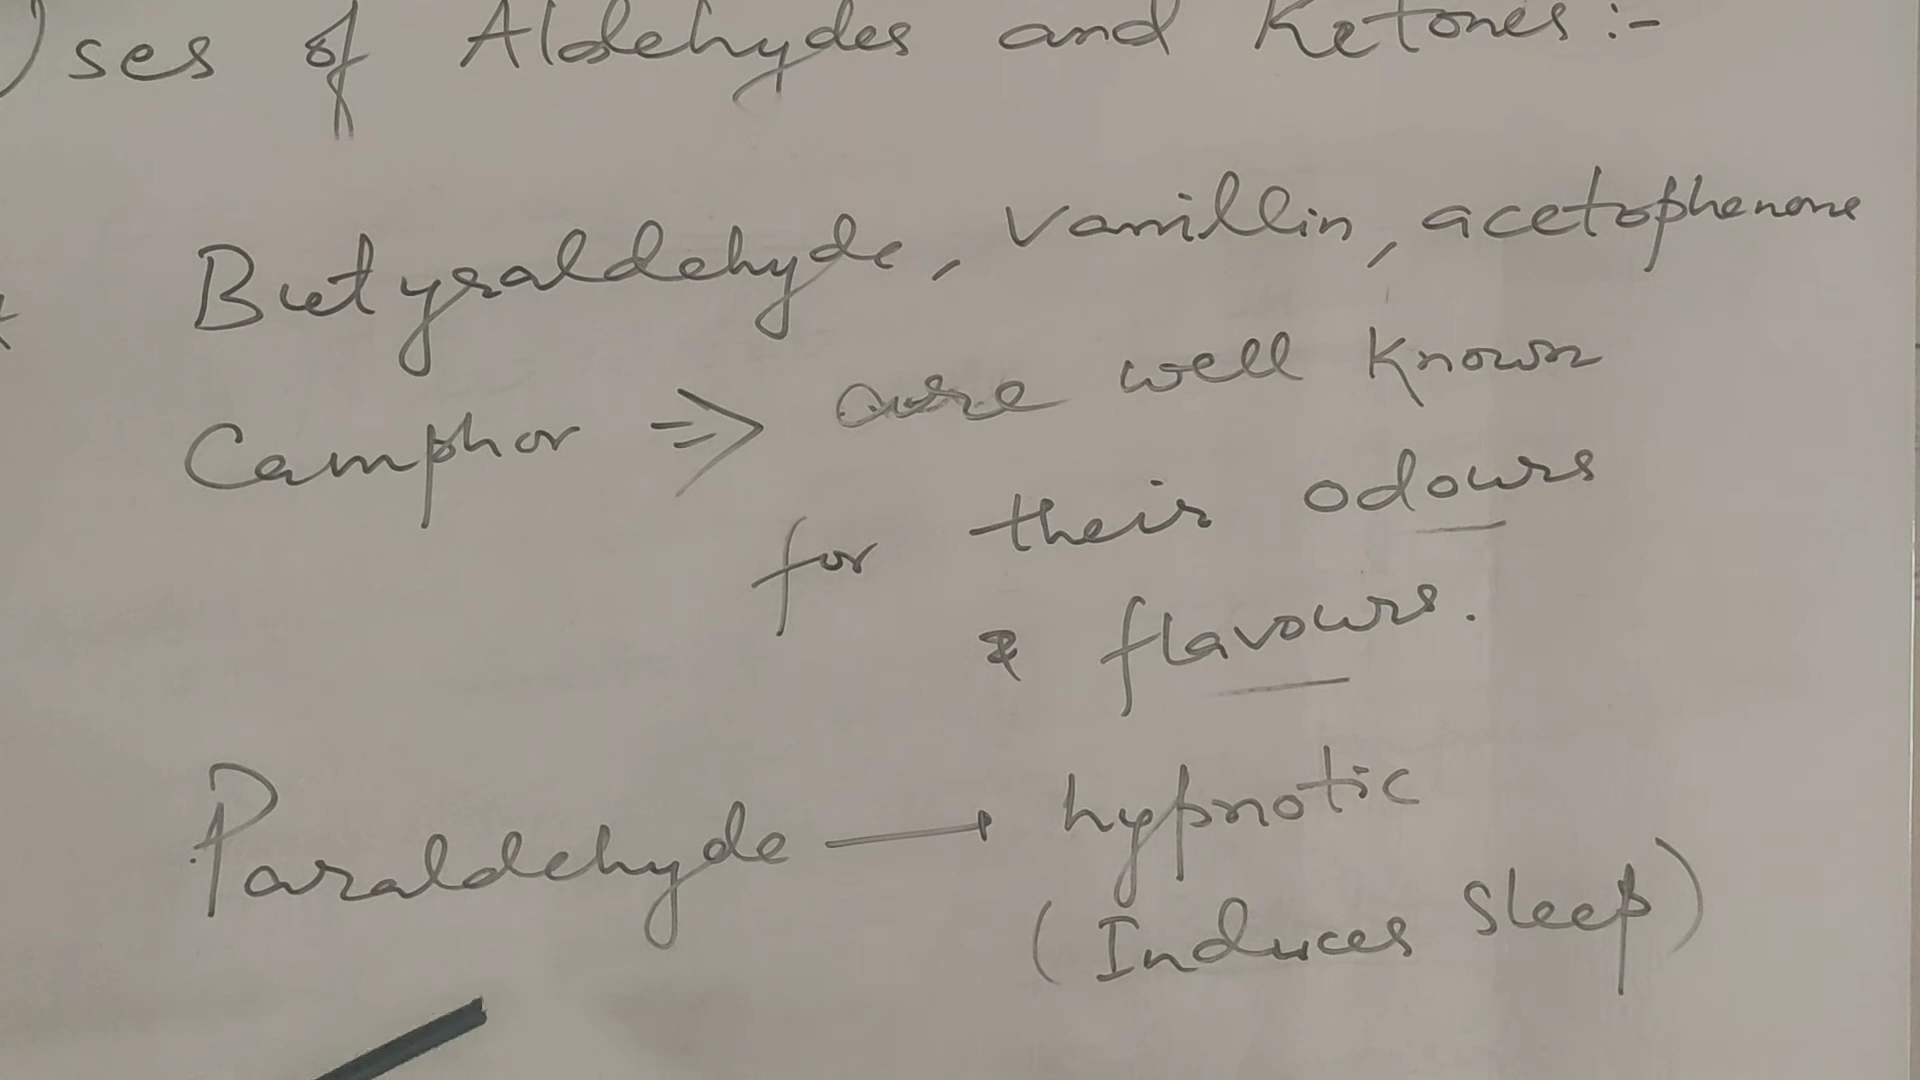 Uses of Aldehydes and Ketones :-
Butyraldehyde, vanillin, acetophenone
Camphor ⇒ are well known
for their odours
& flavours.
Paraldehyde → hypnotic
(Induces sleep)